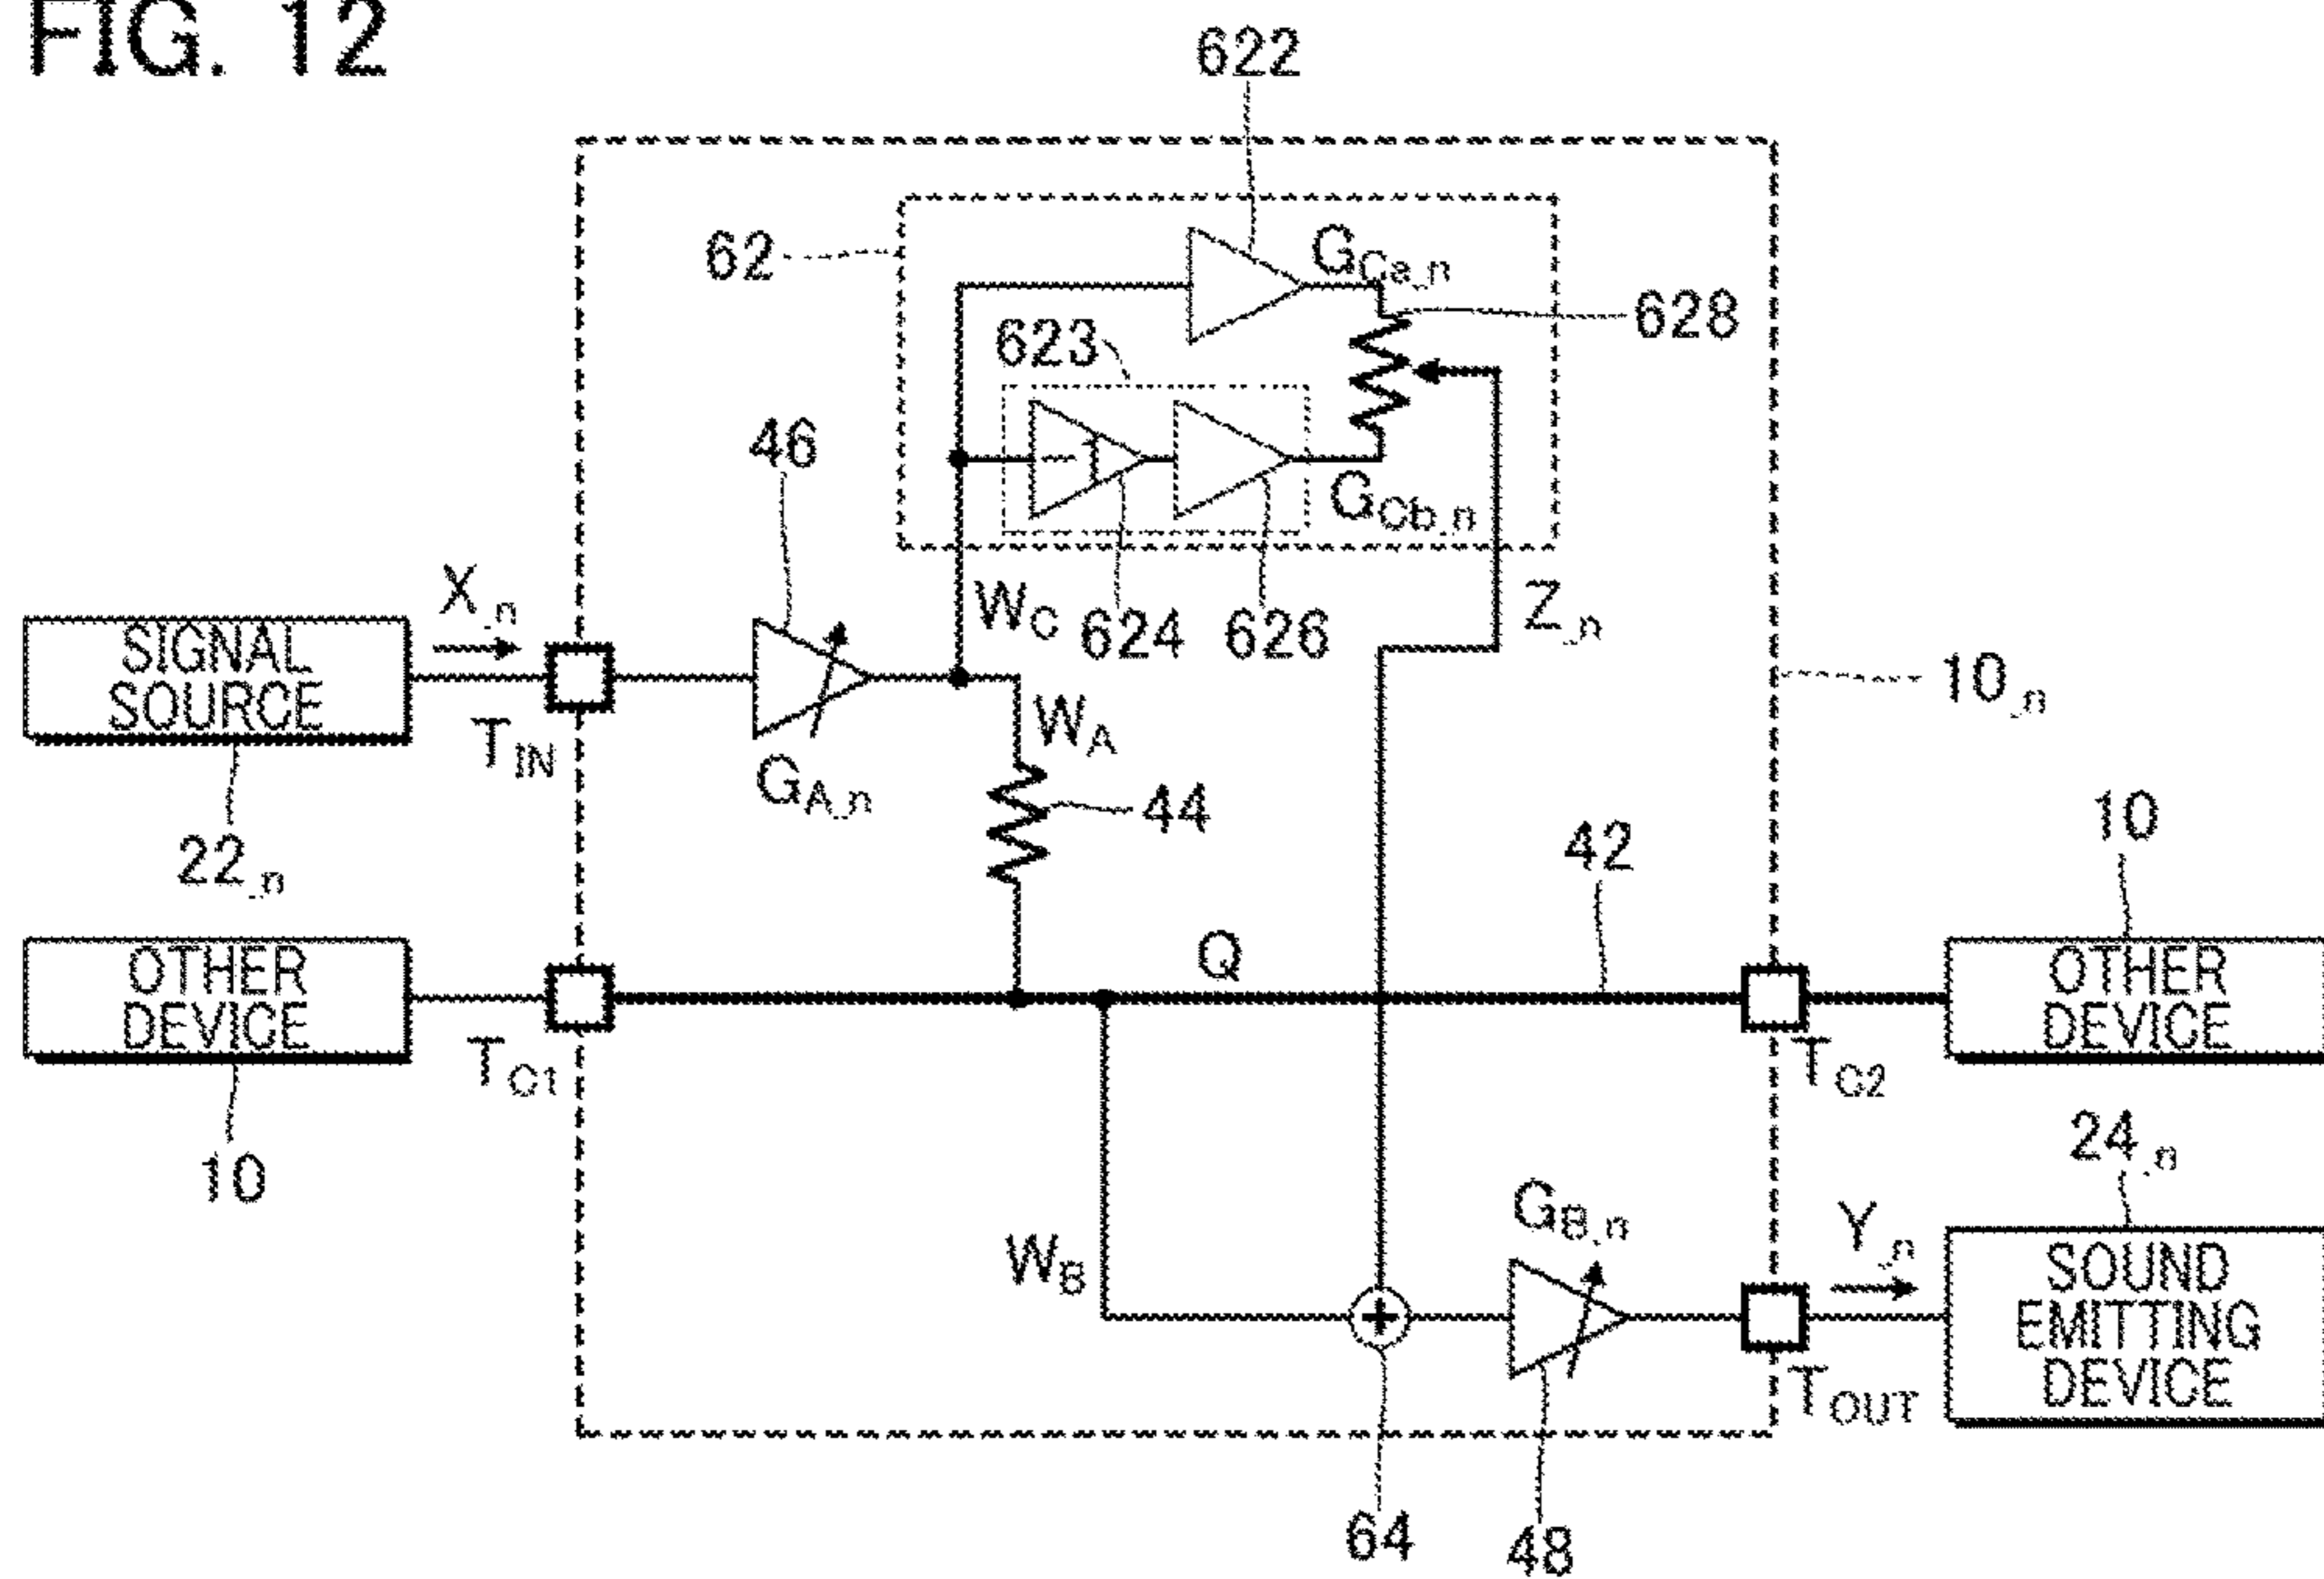 FIG. 12
622
62
GCa_n
628
623
46
-1
GCb_n
X_n
WC
624
626
Z_n
SIGNAL
SOURCE
10_n
TIN
WA
GA_n
44
22_n
42
10
Q
OTHER
DEVICE
OTHER
DEVICE
TC1
TC2
10
24_n
GB_n
WB
Y_n
SOUND
EMITTING
DEVICE
+
TOUT
64
48